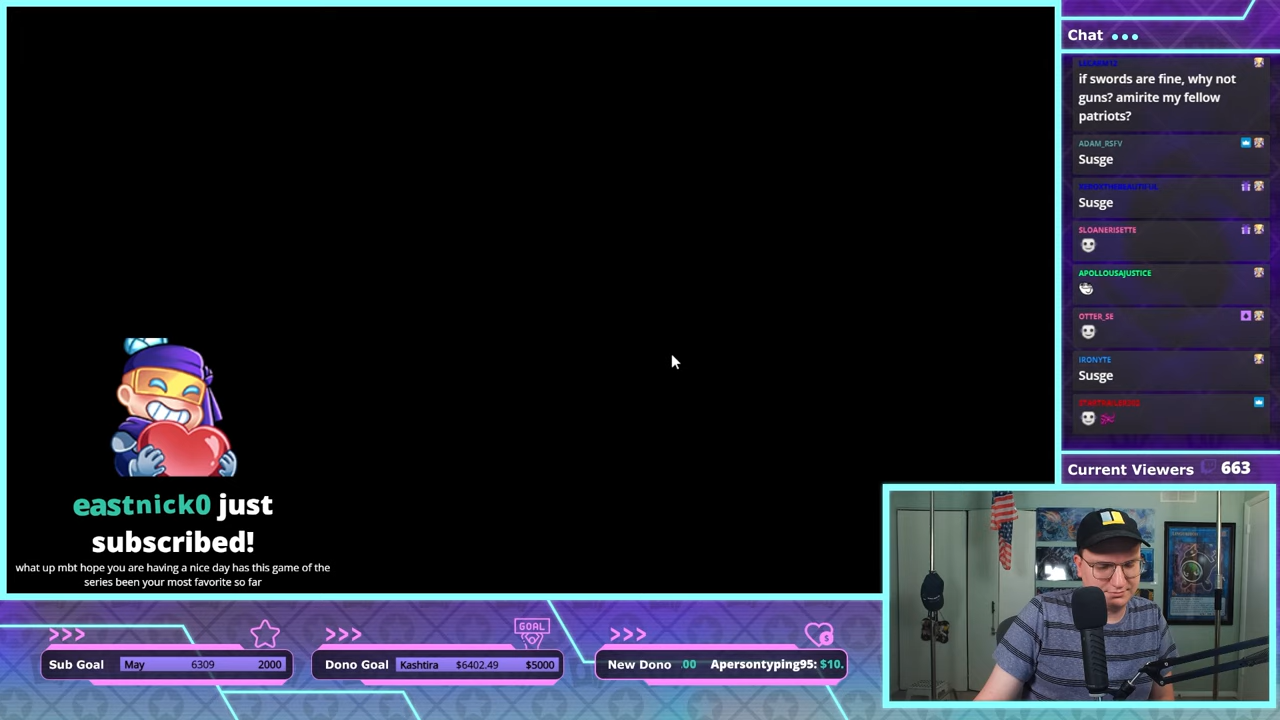 Chat
if swords are fine, why not
guns? amirite my fellow
patriots?
ADAM_RSFV
Susge
Susge
SLOANERISETTE
APOLLOUSAJUSTICE
OTTER_SE
IRONYTE
Susge
Current Viewers 663
eastnick0 just
subscribed!
what up mbt hope you are having a nice day has this game of the
series been your most favorite so far
>>>
>>>
GOAL
>>>
Sub Goal May 6309 2000
Dono Goal Kashtira $6402.49 $5000
New Dono .00 Apersontyping95: $10.